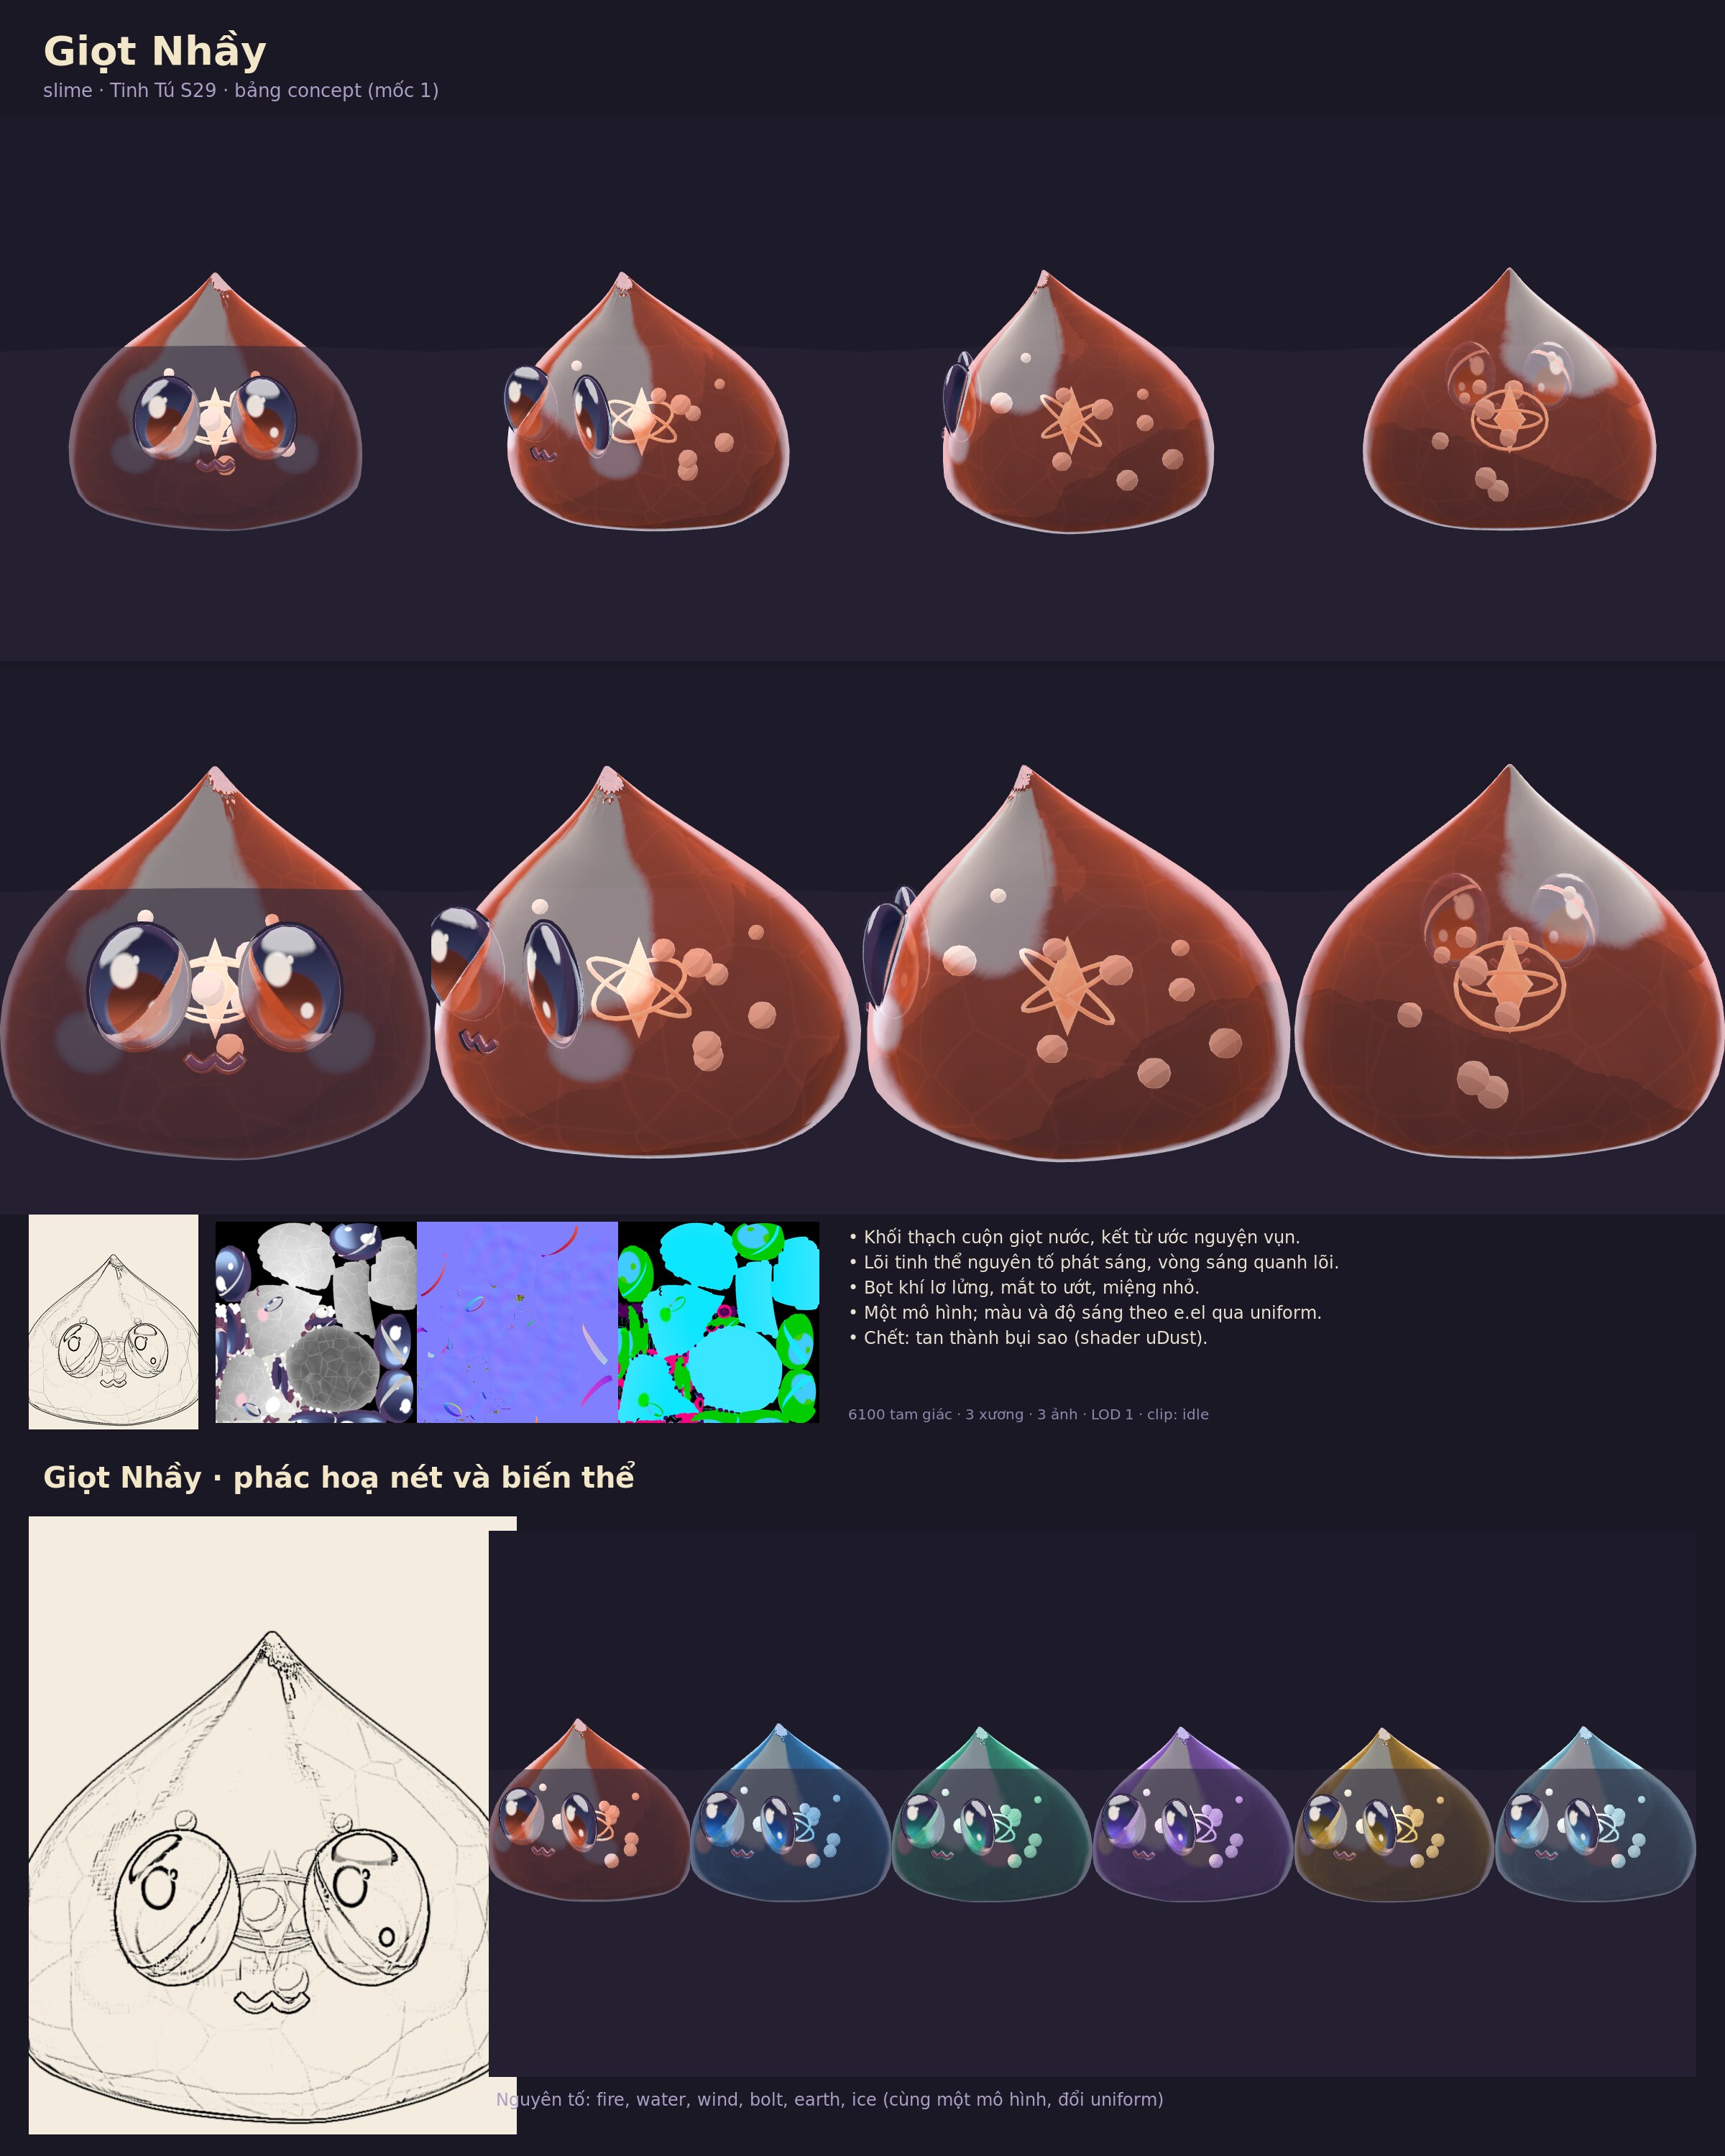 Giọt Nhầy
slime · Tinh Tú S29 · bảng concept (mốc 1)
• Khối thạch cuộn giọt nước, kết từ ước nguyện vụn.
• Lõi tinh thể nguyên tố phát sáng, vòng sáng quanh lõi.
• Bọt khí lơ lửng, mắt to ướt, miệng nhỏ.
• Một mô hình; màu và độ sáng theo e.el qua uniform.
• Chết: tan thành bụi sao (shader uDust).
6100 tam giác · 3 xương · 3 ảnh · LOD 1 · clip: idle
Giọt Nhầy · phác hoạ nét và biến thể
Nguyên tố: fire, water, wind, bolt, earth, ice (cùng một mô hình, đổi uniform)